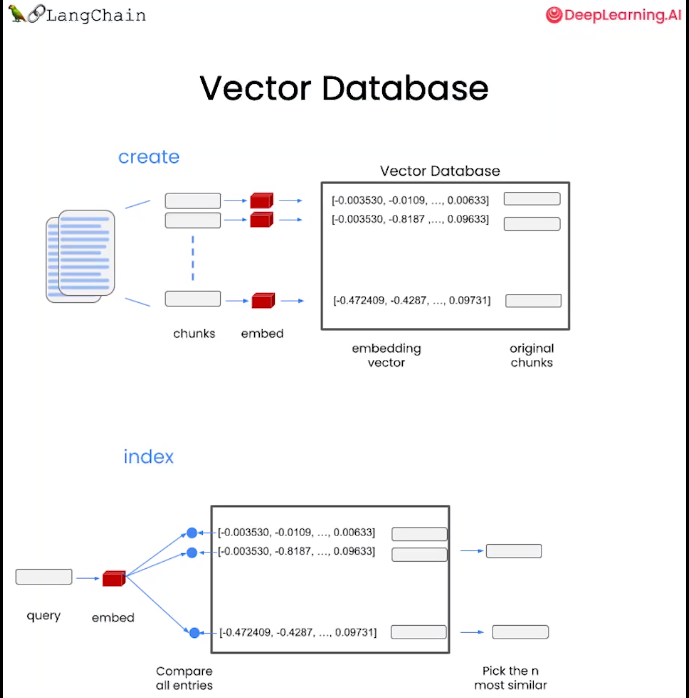 LangChain
DeepLearning.AI
Vector Database
create
Vector Database
[-0.003530, -0.0109, ..., 0.00633]
[-0.003530, -0.8187 ,..., 0.09633]
[-0.472409, -0.4287, ..., 0.09731]
chunks
embed
embedding
vector
original
chunks
index
[-0.003530, -0.0109, ..., 0.00633]
[-0.003530, -0.8187, ..., 0.09633]
[-0.472409, -0.4287, ..., 0.09731]
query
embed
Compare
all entries
Pick the n
most similar